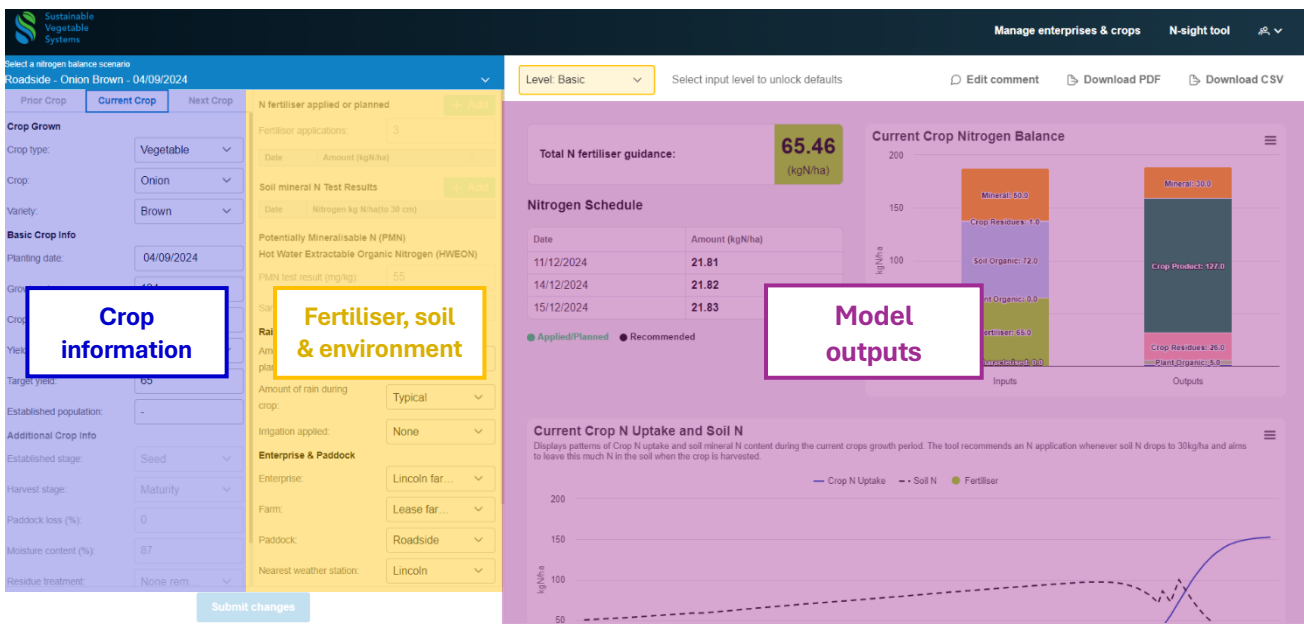 Sustainable
Vegetable
Systems
Manage enterprises & crops
N-sight tool
Select a nitrogen balance scenario
Roadside - Onion Brown - 04/09/2024
Level: Basic
Select input level to unlock defaults
Edit comment
Download PDF
Download CSV
Prior Crop
Current Crop
Next Crop
Crop Grown
Crop type:
Vegetable
Crop:
Onion
Variety:
Brown
Basic Crop Info
Planting date:
04/09/2024
Crop
information
Target yield:
65
Established population:
-
Additional Crop Info
Established stage:
Seed
Harvest stage:
Maturity
Paddock loss (%):
0
Moisture content (%):
87
Residue treatment:
None rem...
Submit changes
N fertiliser applied or planned
+ Add
Fertiliser applications:
3
Date
Amount (kgN/ha)
Soil mineral N Test Results
+ Add
Date
Nitrogen kg N/ha(to 30 cm)
Potentially Mineralisable N (PMN)
Hot Water Extractable Organic Nitrogen (HWEON)
PMN test result (mg/kg):
55
Fertiliser, soil
& environment
Amount of rain during
crop:
Typical
Irrigation applied:
None
Enterprise & Paddock
Enterprise:
Lincoln far...
Farm:
Lease far...
Paddock:
Roadside
Nearest weather station:
Lincoln
Total N fertiliser guidance:
65.46
(kgN/ha)
Nitrogen Schedule
Date
Amount (kgN/ha)
11/12/2024
21.81
14/12/2024
21.82
15/12/2024
21.83
Applied/Planned
Recommended
Model
outputs
Current Crop Nitrogen Balance
200
150
100
kgN/ha
Mineral: 50.0
Crop Residues: 1.0
Soil Organic: 72.0
Mineral: 30.0
Crop Product: 127.0
Crop Residues: 26.0
Plant Organic: 5.0
Inputs
Outputs
Current Crop N Uptake and Soil N
Displays patterns of Crop N uptake and soil mineral N content during the current crops growth period. The tool recommends an N application whenever soil N drops to 30kg/ha and aims
to leave this much N in the soil when the crop is harvested.
Crop N Uptake
Soil N
Fertiliser
200
150
100
50
kgN/ha